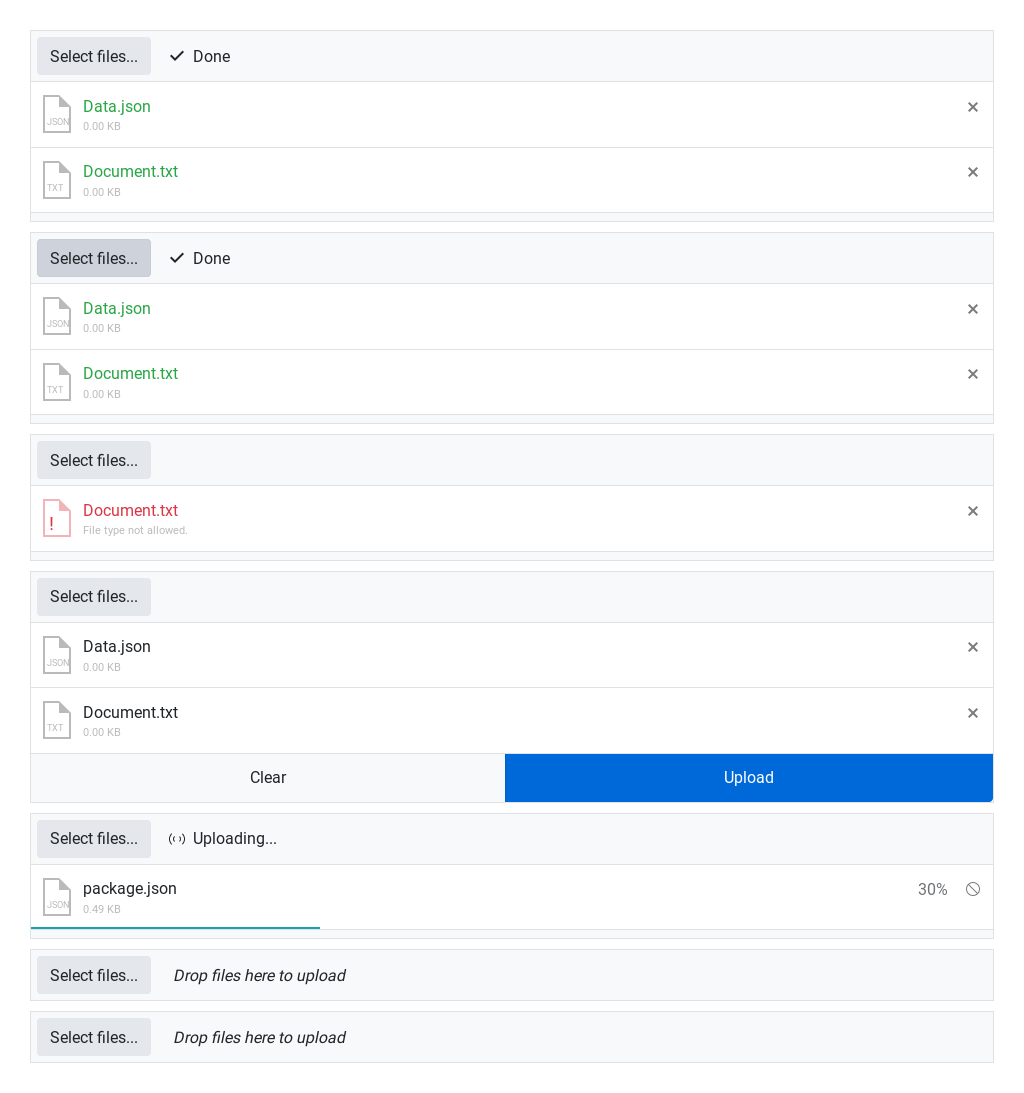 Select files... Done
JSON Data.json
0.00 KB
TXT Document.txt
0.00 KB
Select files... Done
JSON Data.json
0.00 KB
TXT Document.txt
0.00 KB
Select files...
! Document.txt
File type not allowed.
Select files...
JSON Data.json
0.00 KB
TXT Document.txt
0.00 KB
Clear Upload
Select files... Uploading...
JSON package.json 30%
0.49 KB
Select files... Drop files here to upload
Select files... Drop files here to upload